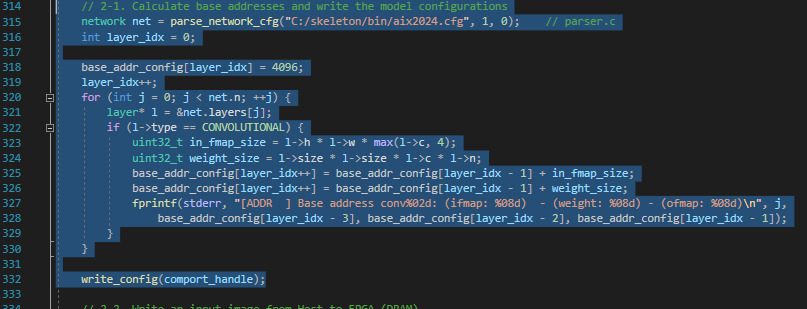 314 // 2-1. Calculate base addresses and write the model configurations
315 network net = parse_network_cfg("C:/skeleton/bin/aix2024.cfg", 1, 0);    // parser.c
316 int layer_idx = 0;
317
318 base_addr_config[layer_idx] = 4096;
319 layer_idx++;
320 for (int j = 0; j < net.n; ++j) {
321     layer* l = &net.layers[j];
322     if (l->type == CONVOLUTIONAL) {
323         uint32_t in_fmap_size = l->h * l->w * max(l->c, 4);
324         uint32_t weight_size = l->size * l->size * l->c * l->n;
325         base_addr_config[layer_idx++] = base_addr_config[layer_idx - 1] + in_fmap_size;
326         base_addr_config[layer_idx++] = base_addr_config[layer_idx - 1] + weight_size;
327         fprintf(stderr, "[ADDR  ] Base address conv%02d: (ifmap: %08d)  - (weight: %08d) - (ofmap: %08d)\n", j,
328             base_addr_config[layer_idx - 3], base_addr_config[layer_idx - 2], base_addr_config[layer_idx - 1]);
329     }
330 }
331
332 write_config(comport_handle);
333
334 // 2-2. Write an input image from Host to FPGA (DRAM)